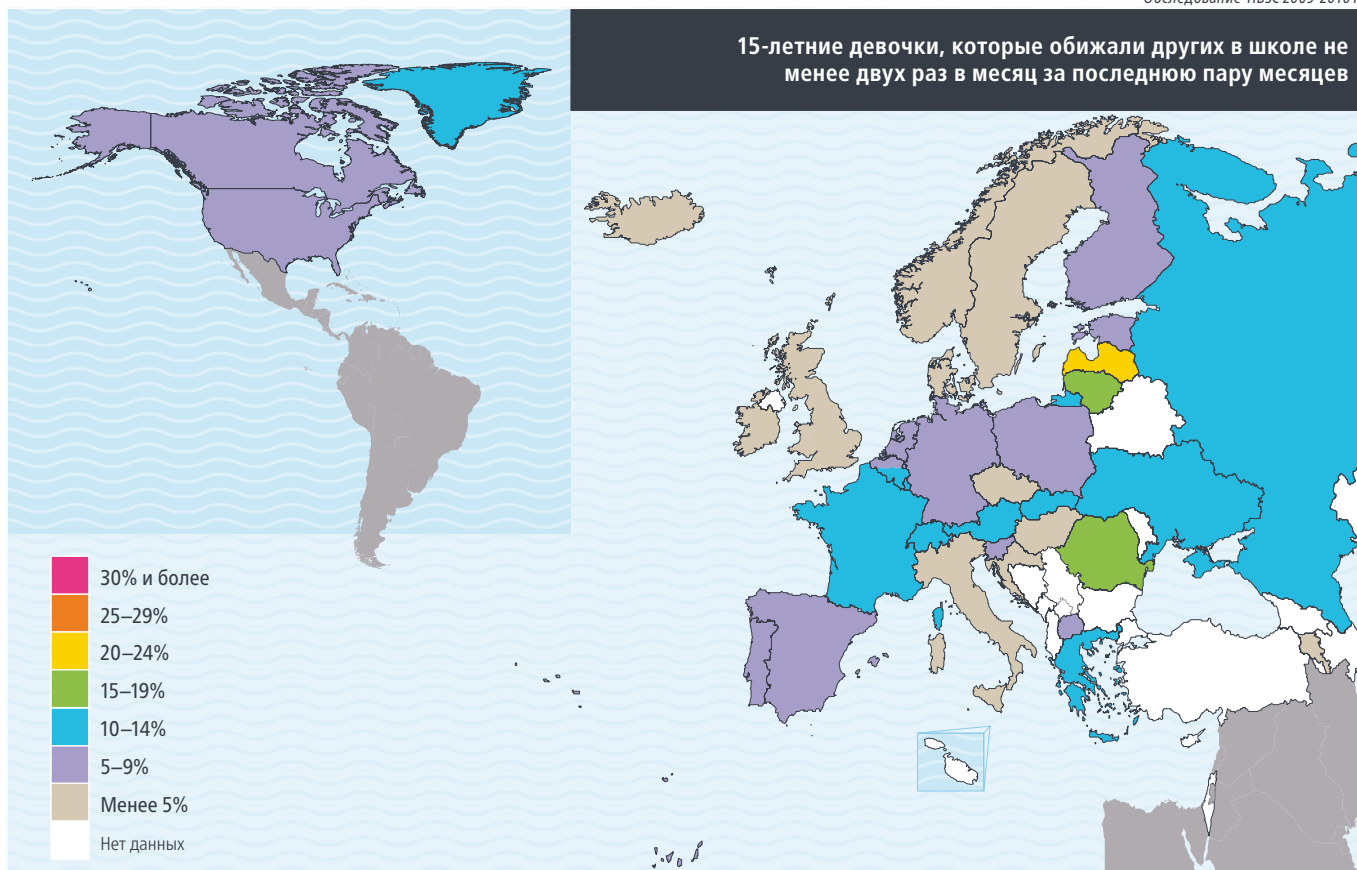 15-летние девочки, которые обижали других в школе не
менее двух раз в месяц за последнюю пару месяцев
30% и более
25–29%
20–24%
15–19%
10–14%
5–9%
Менее 5%
Нет данных